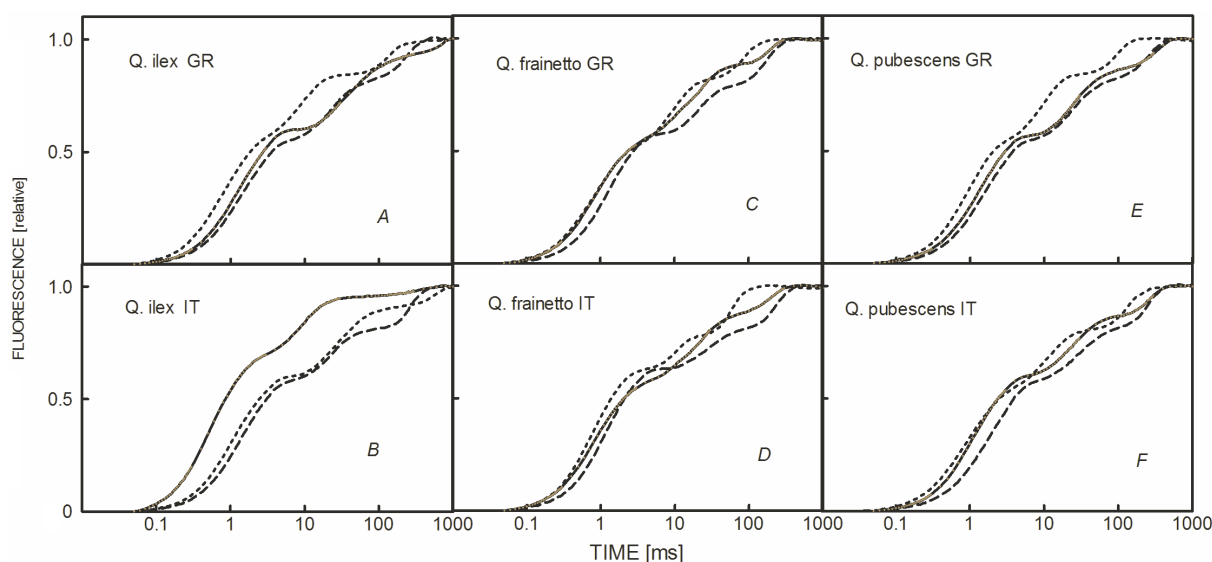 FLUORESCENCE [relative]
1.0
0.5
Q. ilex GR
A
Q. frainetto GR
C
Q. pubescens GR
E
1.0
0.5
0
Q. ilex IT
B
Q. frainetto IT
D
Q. pubescens IT
F
0.1 1 10 100 1000 0.1 1 10 100 1000 0.1 1 10 100 1000
TIME [ms]